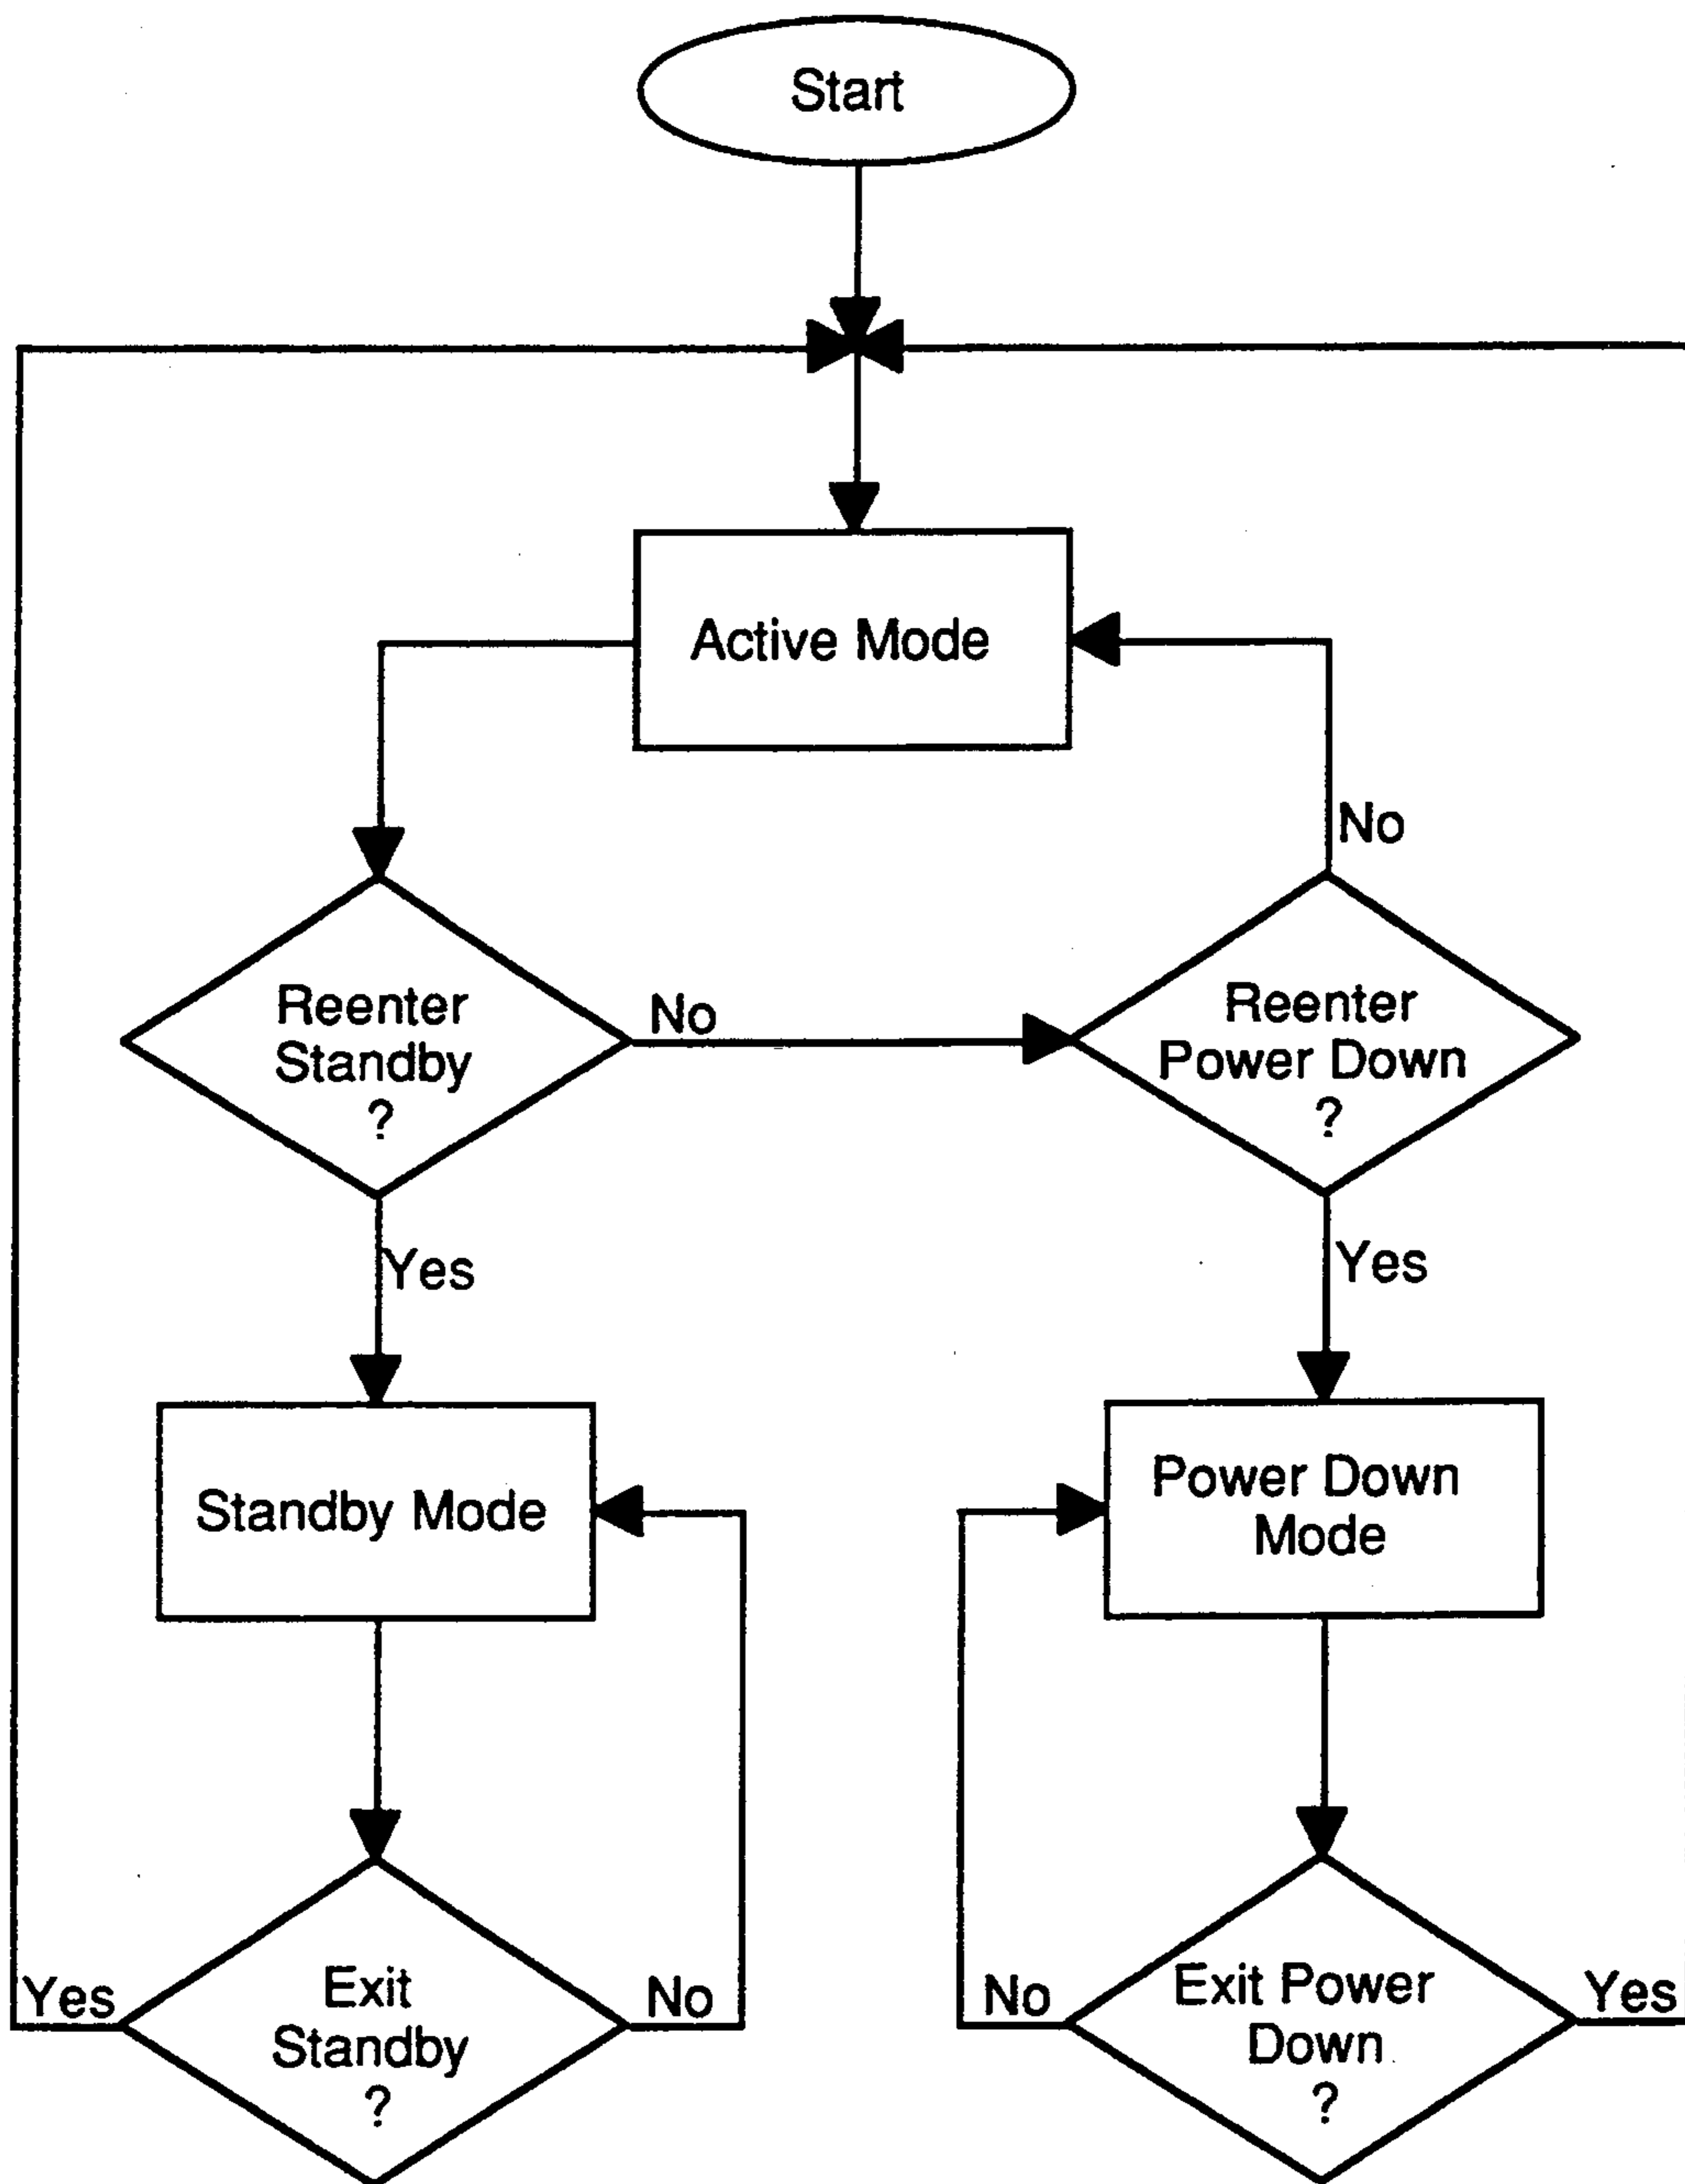 Start
Active Mode
No
Reenter
Standby
?
No
Reenter
Power Down
?
Yes
Yes
Standby Mode
Power Down
Mode
Yes
Exit
Standby
?
No
No
Exit Power
Down
?
Yes